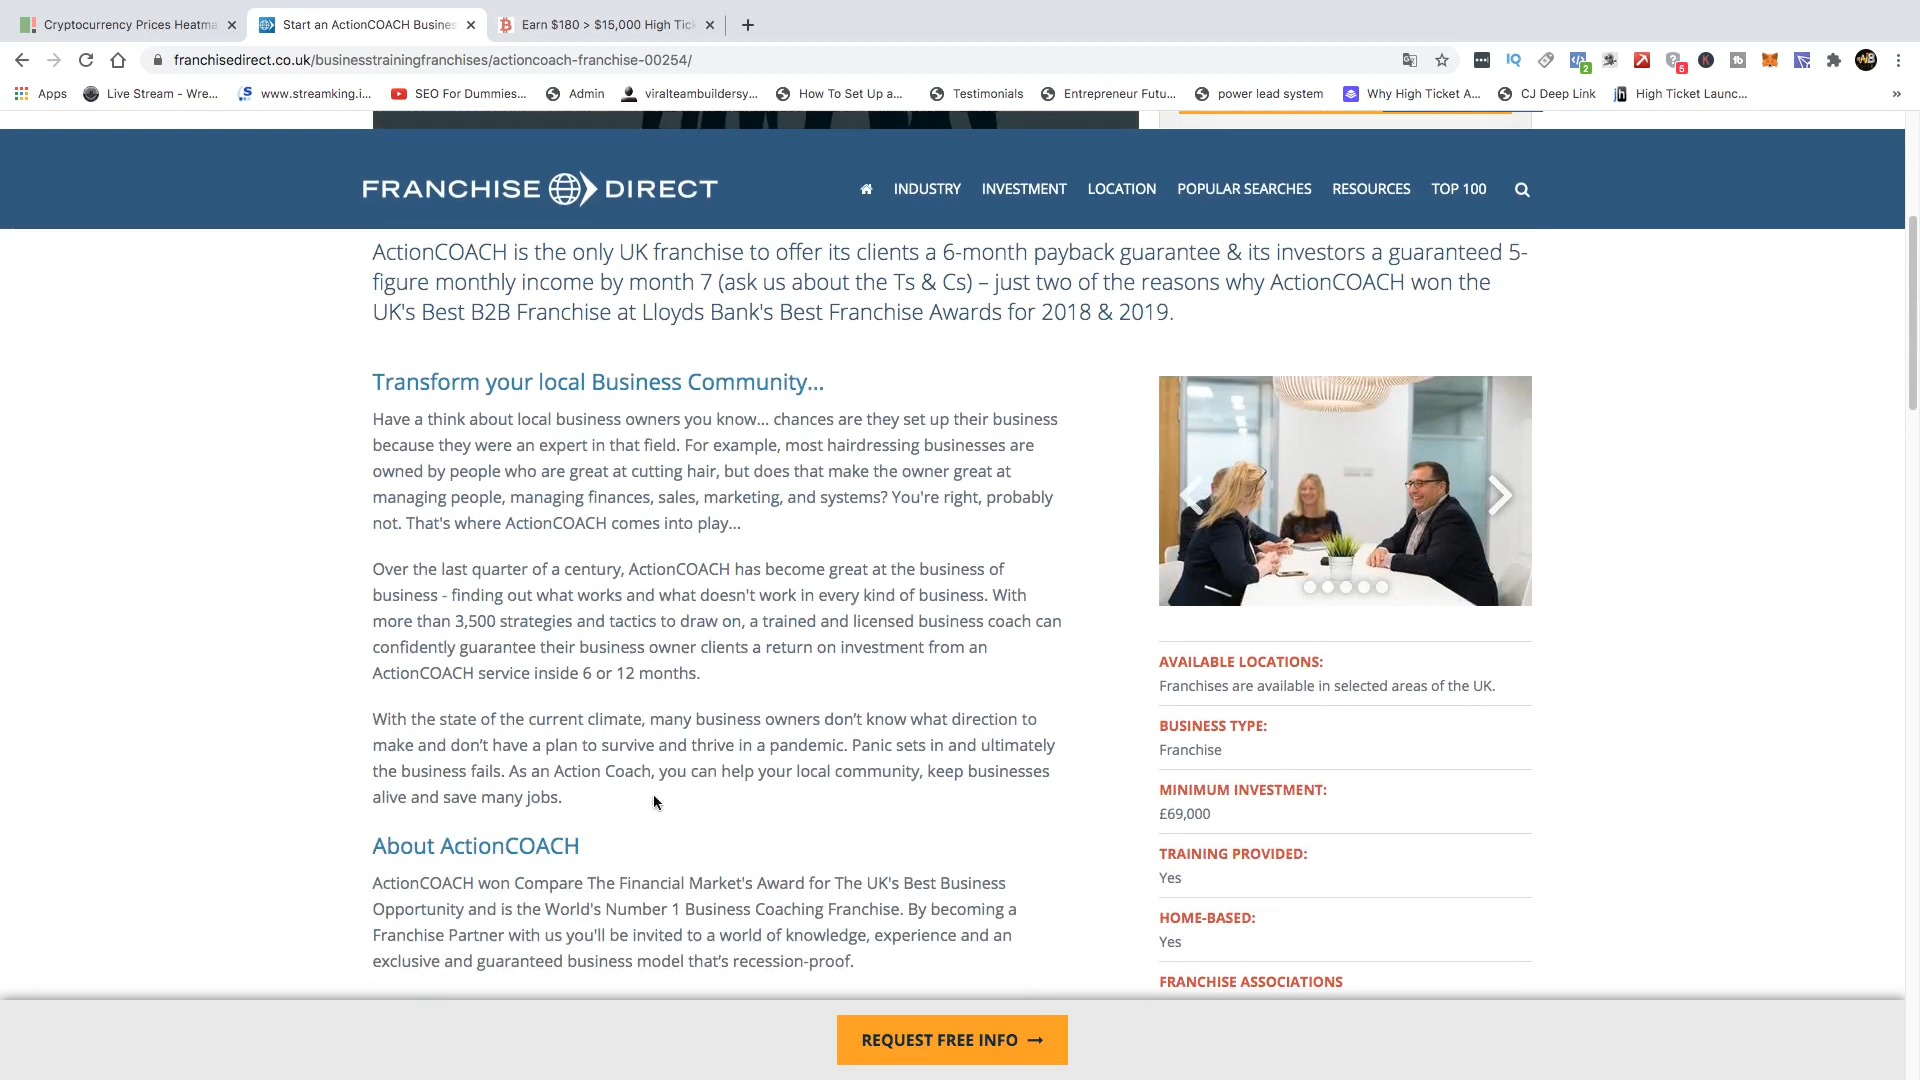 Cryptocurrency Prices Heatma
Start an ActionCOACH Busines
Earn $180 > $15,000 High Tick
franchisedirect.co.uk/businesstrainingfranchises/actioncoach-franchise-00254/
IQ
2
5
K
tb
Apps
Live Stream - Wre...
www.streamking.i...
SEO For Dummies...
Admin
viralteambuildersy...
How To Set Up a...
Testimonials
Entrepreneur Futu...
power lead system
Why High Ticket A...
CJ Deep Link
High Ticket Launc...
»
FRANCHISE DIRECT
INDUSTRY INVESTMENT LOCATION POPULAR SEARCHES RESOURCES TOP 100
ActionCOACH is the only UK franchise to offer its clients a 6-month payback guarantee & its investors a guaranteed 5-
figure monthly income by month 7 (ask us about the Ts & Cs) – just two of the reasons why ActionCOACH won the
UK's Best B2B Franchise at Lloyds Bank's Best Franchise Awards for 2018 & 2019.
Transform your local Business Community...
Have a think about local business owners you know... chances are they set up their business
because they were an expert in that field. For example, most hairdressing businesses are
owned by people who are great at cutting hair, but does that make the owner great at
managing people, managing finances, sales, marketing, and systems? You're right, probably
not. That's where ActionCOACH comes into play...
Over the last quarter of a century, ActionCOACH has become great at the business of
business - finding out what works and what doesn't work in every kind of business. With
more than 3,500 strategies and tactics to draw on, a trained and licensed business coach can
confidently guarantee their business owner clients a return on investment from an
ActionCOACH service inside 6 or 12 months.
With the state of the current climate, many business owners don’t know what direction to
make and don’t have a plan to survive and thrive in a pandemic. Panic sets in and ultimately
the business fails. As an Action Coach, you can help your local community, keep businesses
alive and save many jobs.
About ActionCOACH
ActionCOACH won Compare The Financial Market's Award for The UK's Best Business
Opportunity and is the World's Number 1 Business Coaching Franchise. By becoming a
Franchise Partner with us you'll be invited to a world of knowledge, experience and an
exclusive and guaranteed business model that’s recession-proof.
AVAILABLE LOCATIONS:
Franchises are available in selected areas of the UK.
BUSINESS TYPE:
Franchise
MINIMUM INVESTMENT:
£69,000
TRAINING PROVIDED:
Yes
HOME-BASED:
Yes
FRANCHISE ASSOCIATIONS
REQUEST FREE INFO →